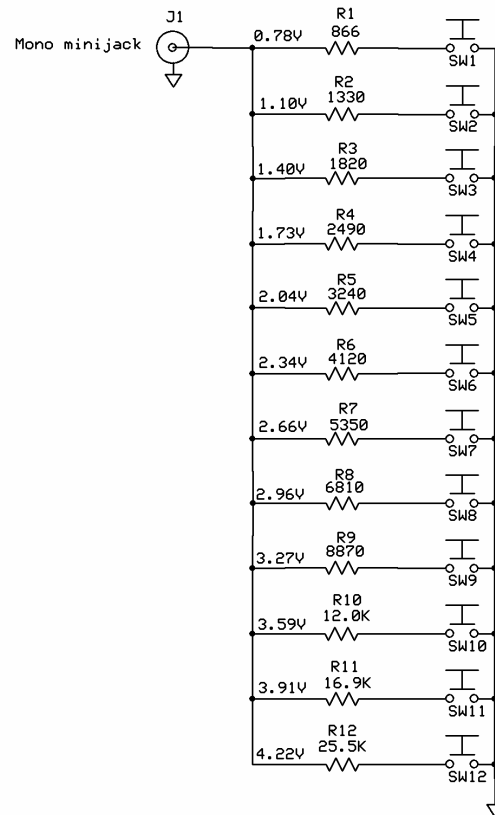 J1
Mono minijack
0.78V
R1
866
SW1
1.10V
R2
1330
SW2
1.40V
R3
1820
SW3
1.73V
R4
2490
SW4
2.04V
R5
3240
SW5
2.34V
R6
4120
SW6
2.66V
R7
5350
SW7
2.96V
R8
6810
SW8
3.27V
R9
8870
SW9
3.59V
R10
12.0K
SW10
3.91V
R11
16.9K
SW11
4.22V
R12
25.5K
SW12